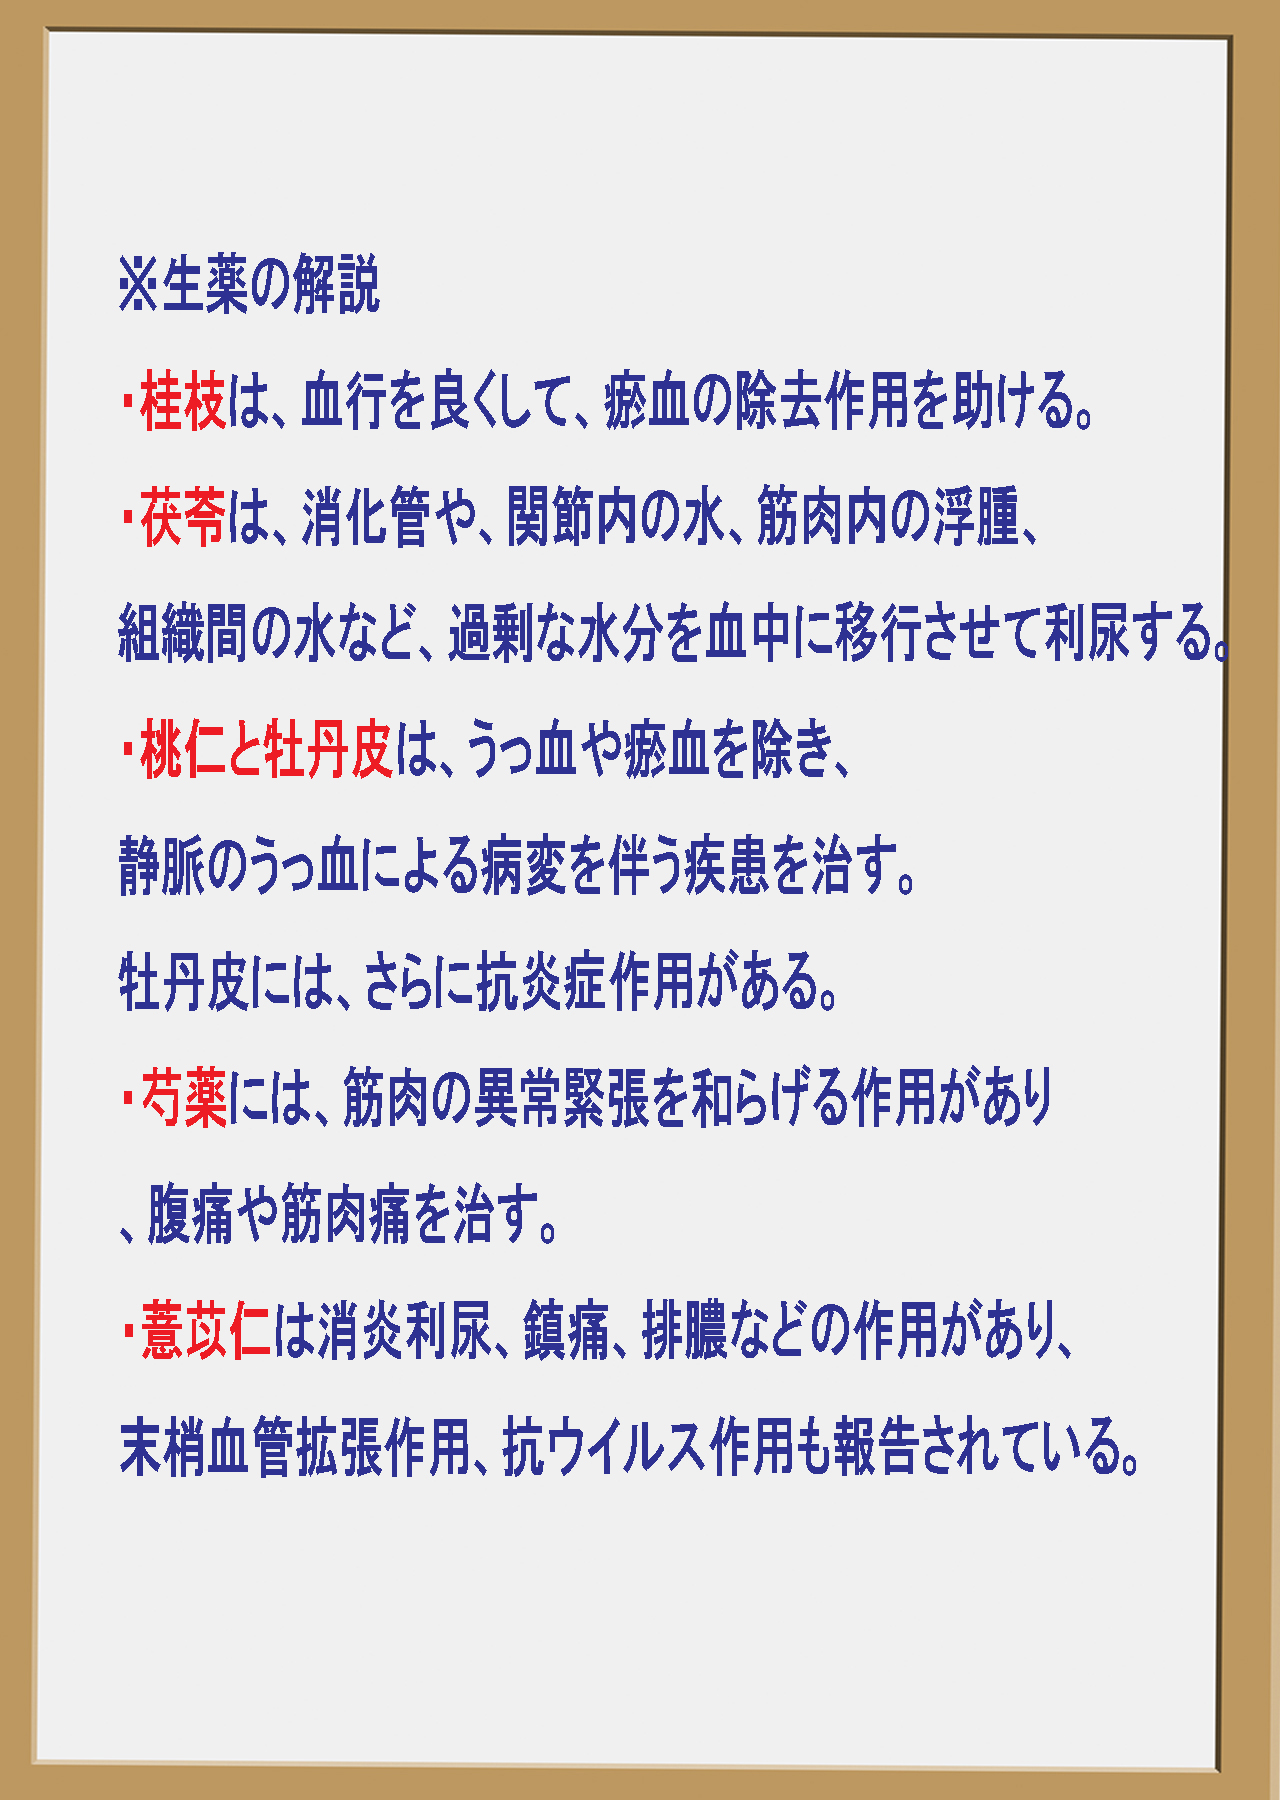 ※生薬の解説
・桂枝は、血行を良くして、瘀血の除去作用を助ける。
・茯苓は、消化管や、関節内の水、筋肉内の浮腫、
組織間の水など、過剰な水分を血中に移行させて利尿する。
・桃仁と牡丹皮は、うっ血や瘀血を除き、
静脈のうっ血による病変を伴う疾患を治す。
牡丹皮には、さらに抗炎症作用がある。
・芍薬には、筋肉の異常緊張を和らげる作用があり
、腹痛や筋肉痛を治す。
・薏苡仁は消炎利尿、鎮痛、排膿などの作用があり、
末梢血管拡張作用、抗ウイルス作用も報告されている。